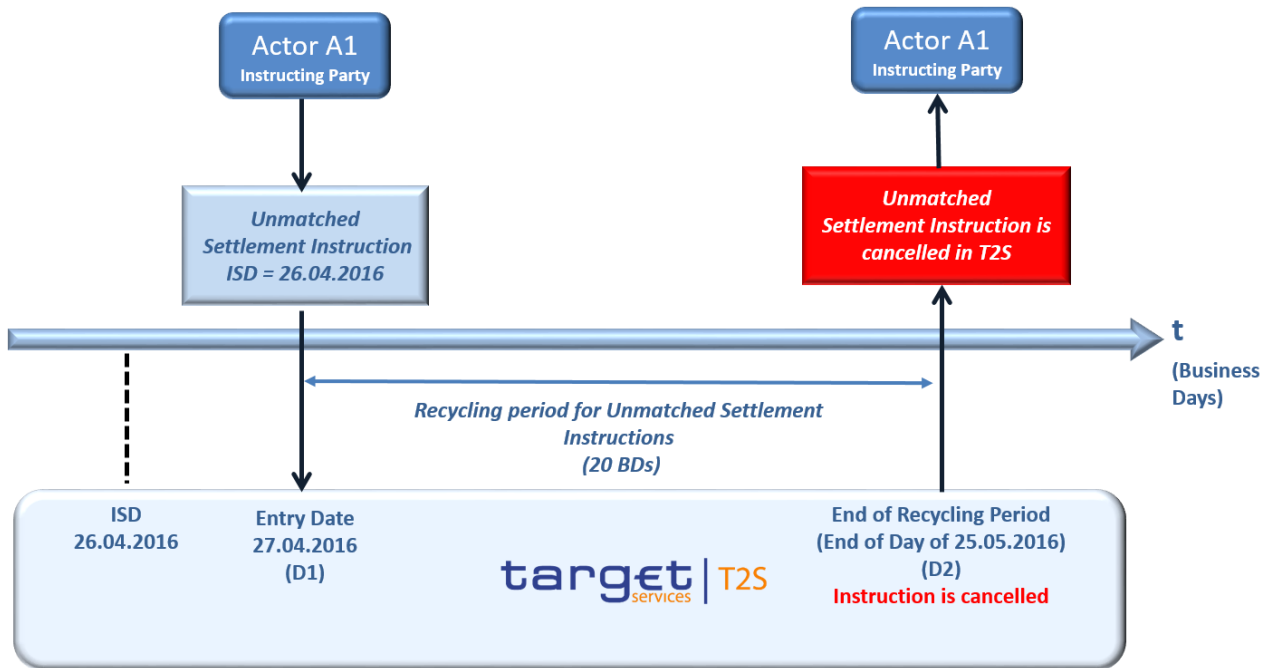 Actor A1
Instructing Party
Actor A1
Instructing Party
Unmatched
Settlement Instruction
ISD = 26.04.2016
Unmatched
Settlement Instruction is
cancelled in T2S
t
(Business
Days)
Recycling period for Unmatched Settlement
Instructions
(20 BDs)
ISD
26.04.2016
Entry Date
27.04.2016
(D1)
target | T2S
services
End of Recycling Period
(End of Day of 25.05.2016)
(D2)
Instruction is cancelled